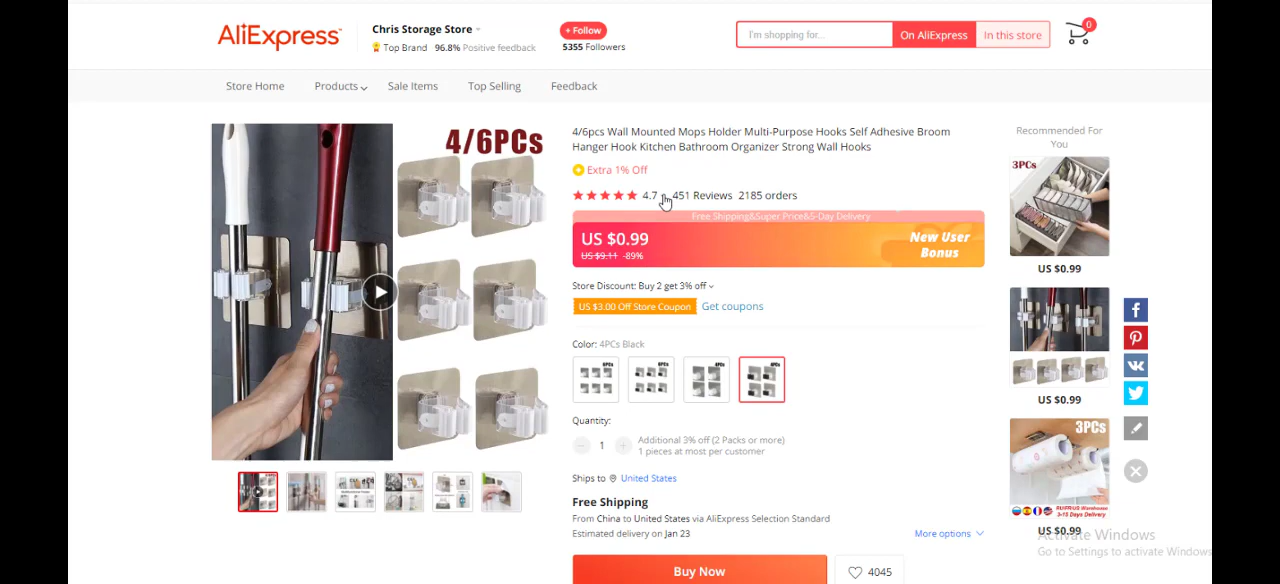 AliExpress
Chris Storage Store
Top Brand 96.8% Positive feedback
+ Follow
5355 Followers
I'm shopping for...
On AliExpress
In this store
0
Store Home
Products
Sale Items
Top Selling
Feedback
4/6PCs
4/6pcs Wall Mounted Mops Holder Multi-Purpose Hooks Self Adhesive Broom
Hanger Hook Kitchen Bathroom Organizer Strong Wall Hooks
Extra 1% Off
4.7 451 Reviews 2185 orders
Free Shipping&Super Price&5-Day Delivery
US $0.99
US $9.11 -89%
New User
Bonus
Store Discount: Buy 2 get 3% off
US $3.00 Off Store Coupon Get coupons
Color: 4PCs Black
Quantity:
1
Additional 3% off (2 Packs or more)
1 pieces at most per customer
Ships to United States
Free Shipping
From China to United States via AliExpress Selection Standard
Estimated delivery on Jan 23
More options
Buy Now
4045
Recommended For
You
3PCs
US $0.99
US $0.99
3PCs
3-15 Days Delivery
US $0.99
Activate Windows
Go to Settings to activate Windows